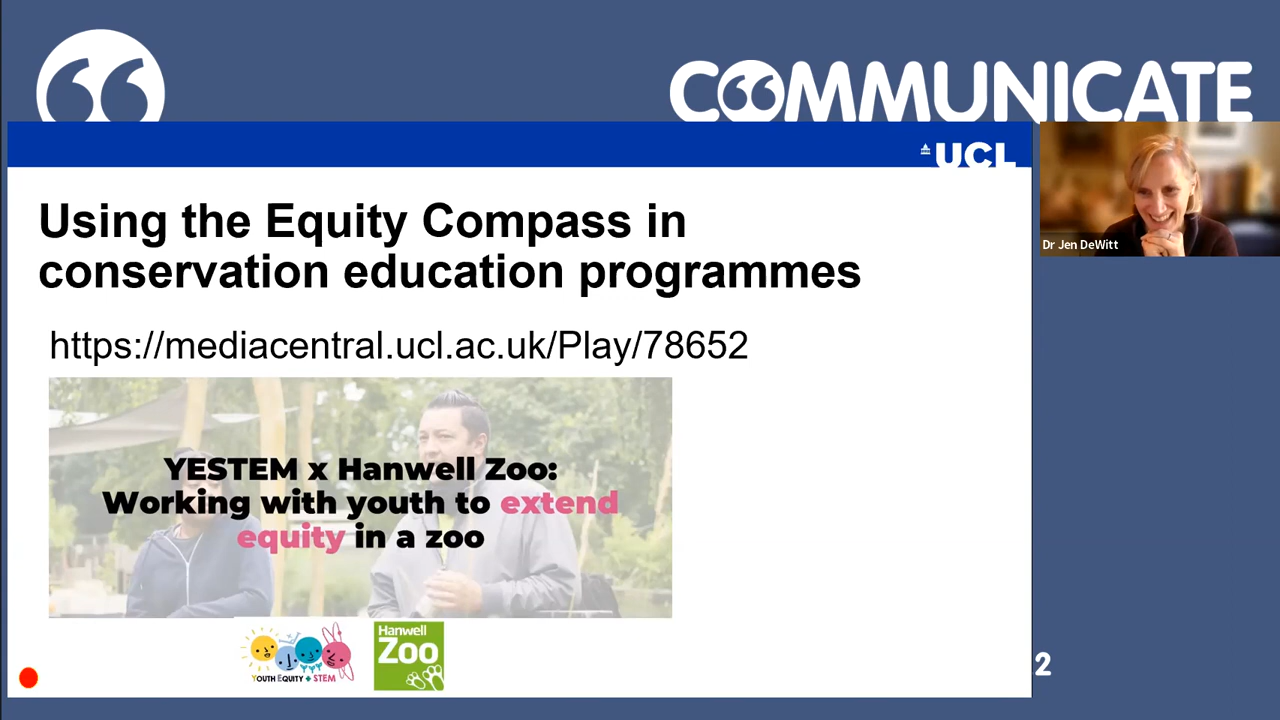 COMMUNICATE
UCL
Dr Jen DeWitt
Using the Equity Compass in
conservation education programmes
https://mediacentral.ucl.ac.uk/Play/78652
YESTEM x Hanwell Zoo:
Working with youth to extend
equity in a zoo
YOUTH EQUITY + STEM
Hanwell
Zoo
2